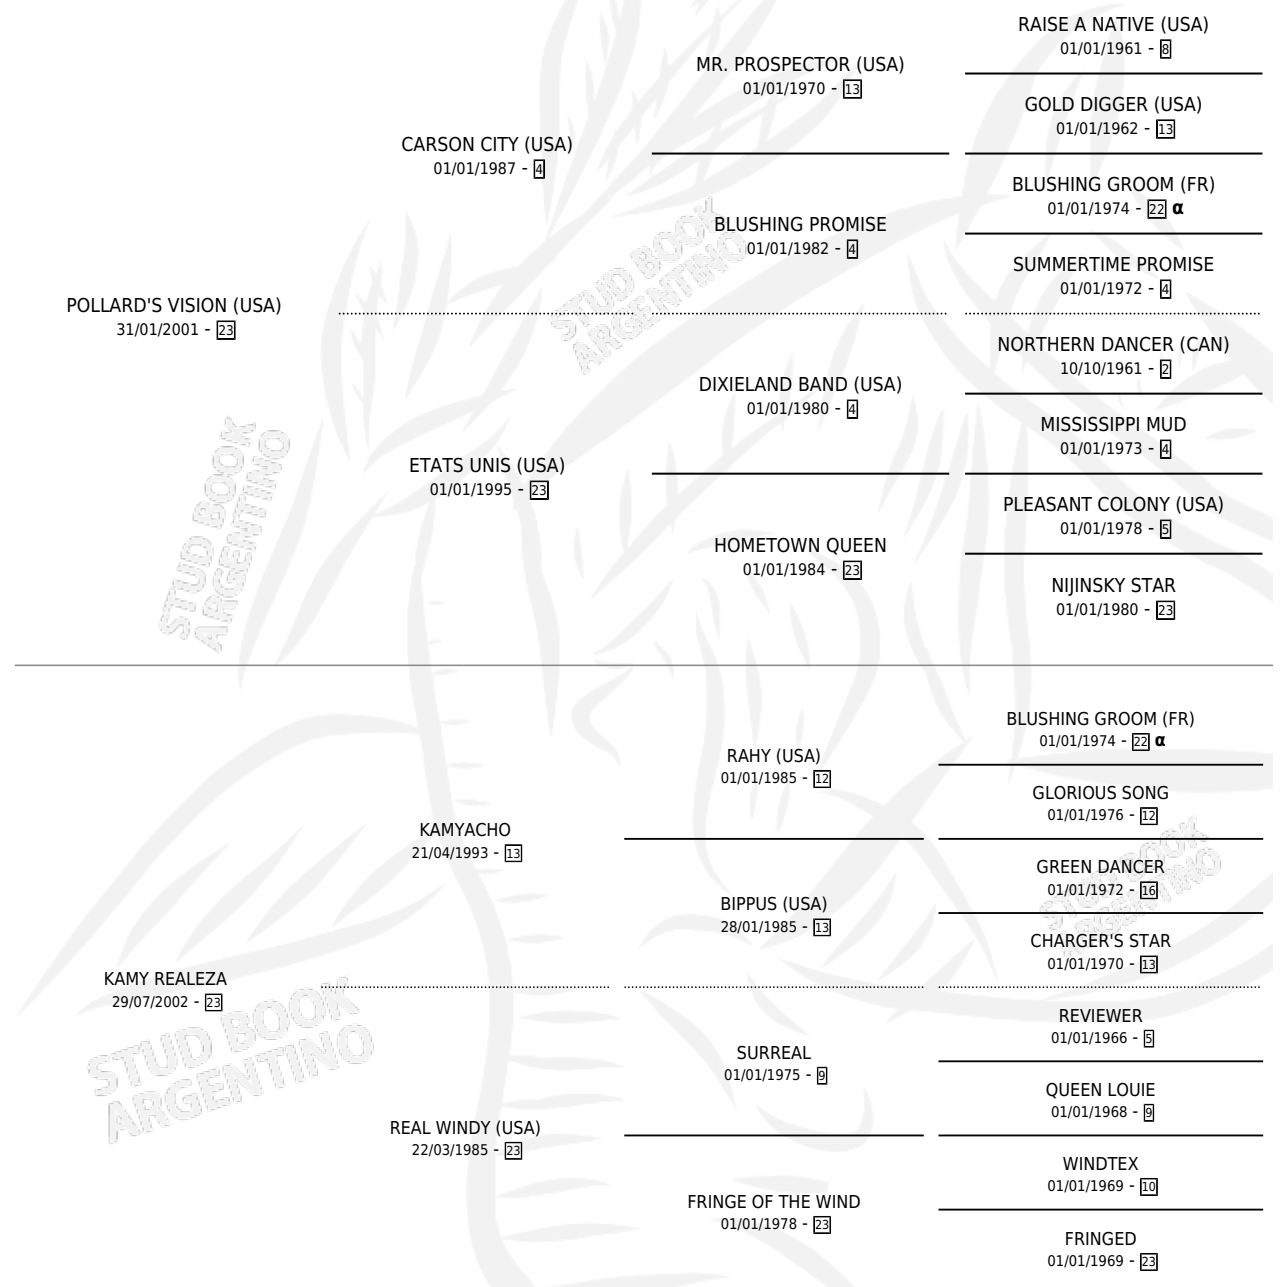 RAISE A NATIVE (USA)
01/01/1961 - 8
MR. PROSPECTOR (USA)
01/01/1970 - 13
GOLD DIGGER (USA)
01/01/1962 - 13
CARSON CITY (USA)
01/01/1987 - 4
BLUSHING GROOM (FR)
01/01/1974 - 22 α
BLUSHING PROMISE
01/01/1982 - 4
SUMMERTIME PROMISE
01/01/1972 - 4
POLLARD'S VISION (USA)
31/01/2001 - 23
NORTHERN DANCER (CAN)
10/10/1961 - 2
DIXIELAND BAND (USA)
01/01/1980 - 4
MISSISSIPPI MUD
01/01/1973 - 4
ETATS UNIS (USA)
01/01/1995 - 23
PLEASANT COLONY (USA)
01/01/1978 - 5
HOMETOWN QUEEN
01/01/1984 - 23
NIJINSKY STAR
01/01/1980 - 23
BLUSHING GROOM (FR)
01/01/1974 - 22 α
RAHY (USA)
01/01/1985 - 12
GLORIOUS SONG
01/01/1976 - 12
KAMYACHO
21/04/1993 - 13
GREEN DANCER
01/01/1972 - 16
BIPPUS (USA)
28/01/1985 - 13
CHARGER'S STAR
01/01/1970 - 13
KAMY REALEZA
29/07/2002 - 23
REVIEWER
01/01/1966 - 5
SURREAL
01/01/1975 - 9
QUEEN LOUIE
01/01/1968 - 9
REAL WINDY (USA)
22/03/1985 - 23
WINDTEX
01/01/1969 - 10
FRINGE OF THE WIND
01/01/1978 - 23
FRINGED
01/01/1969 - 23
STUD BOOK
ARGENTINO
STUD BOOK
ARGENTINO
STUD BOOK
ARGENTINO
STUD BOOK
ARGENTINO